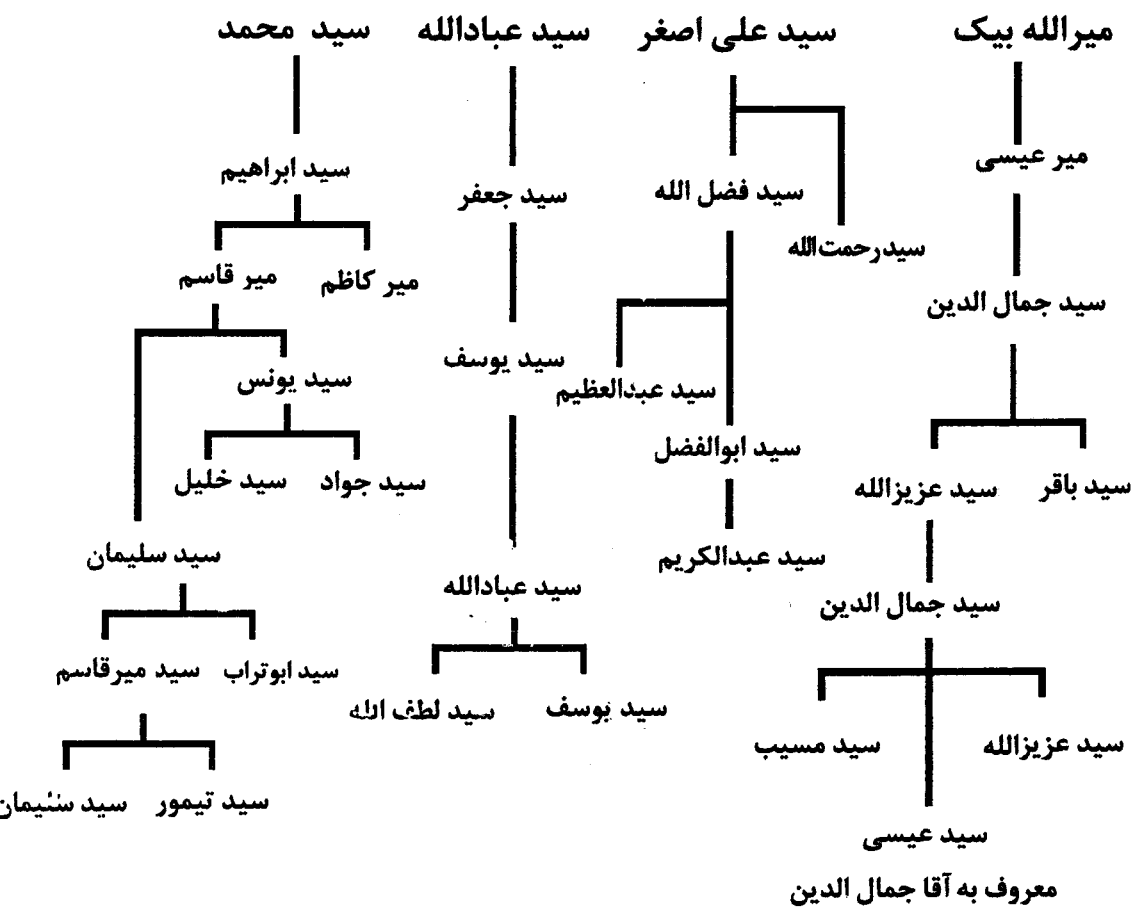 میرالله بیک
سید علی اصغر
سید عبادالله
سید محمد
میر عیسی
سید ابراهیم
سید فضل الله
سید جعفر
سیدرحمت‌الله
میر کاظم
میر قاسم
سید جمال الدین
سید یوسف
سید یونس
سید عبدالعظیم
سید ابوالفضل
سید باقر
سید عزیزالله
سید جواد
سید خلیل
سید عبدالکریم
سید سلیمان
سید عبادالله
سید جمال الدین
سید ابوتراب
سید میرقاسم
سید یوسف
سید لطف الله
سید عزیزالله
سید مسیب
سید تیمور
سید سلیمان
سید عیسی
معروف به آقا جمال الدین